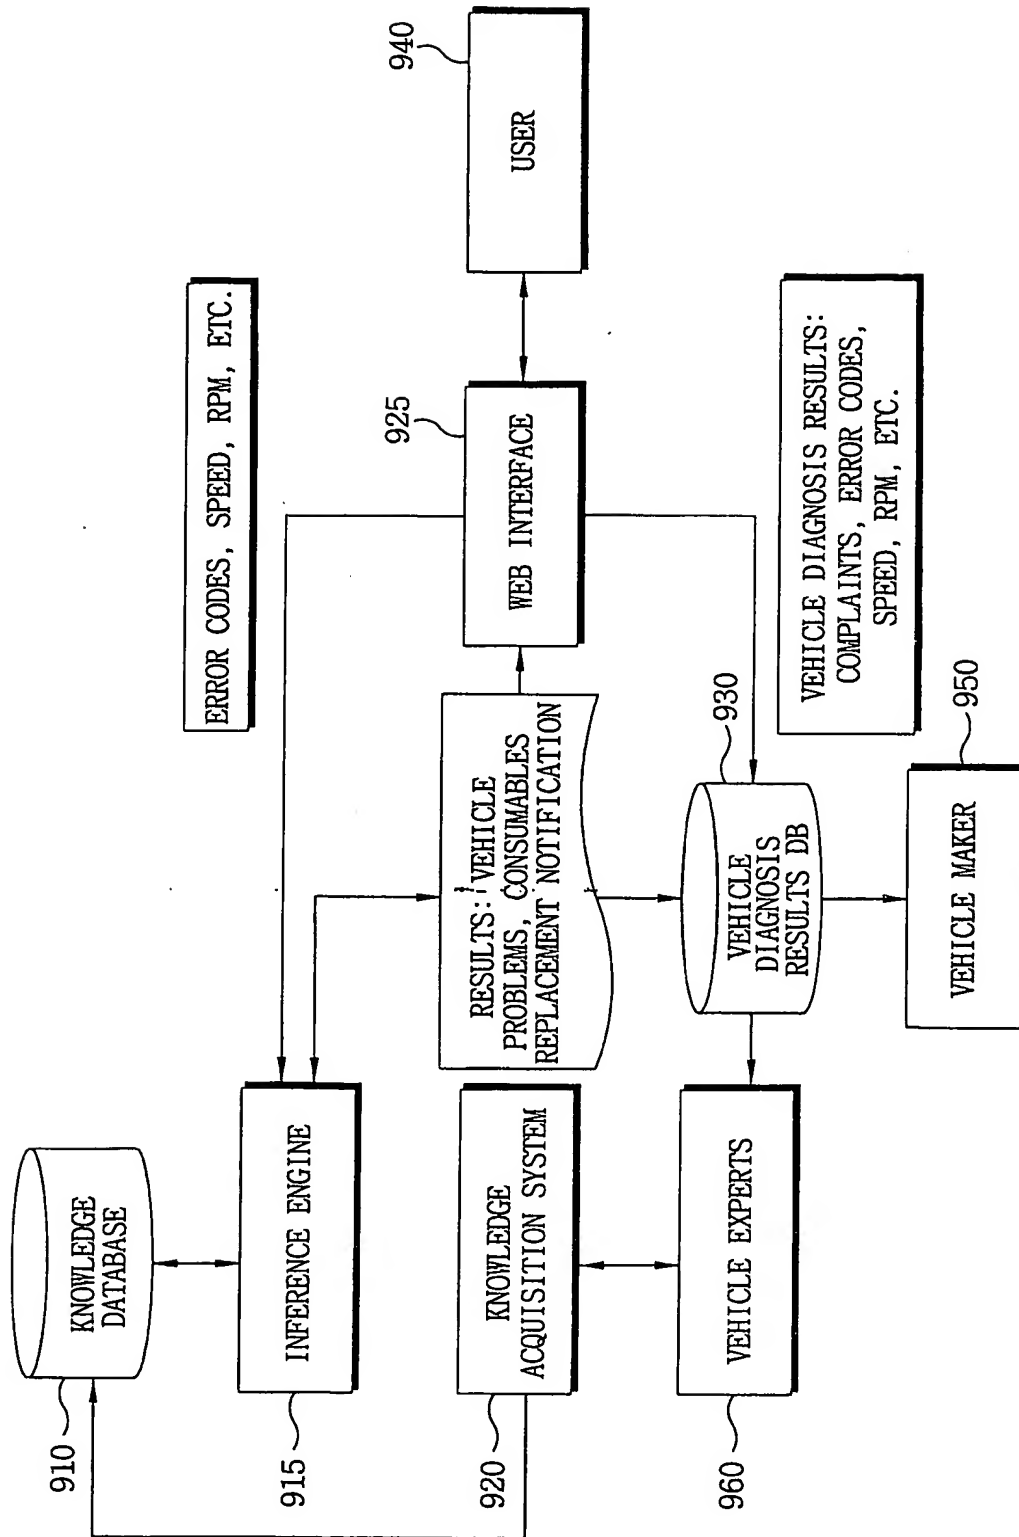 910
KNOWLEDGE
DATABASE
915
INFERENCE ENGINE
920
KNOWLEDGE
ACQUISITION SYSTEM
960
VEHICLE EXPERTS
RESULTS: VEHICLE
PROBLEMS, CONSUMABLES
REPLACEMENT NOTIFICATION
VEHICLE
DIAGNOSIS
RESULTS DB
930
VEHICLE MAKER
950
ERROR CODES, SPEED, RPM, ETC.
WEB INTERFACE
925
VEHICLE DIAGNOSIS RESULTS:
COMPLAINTS, ERROR CODES,
SPEED, RPM, ETC.
USER
940